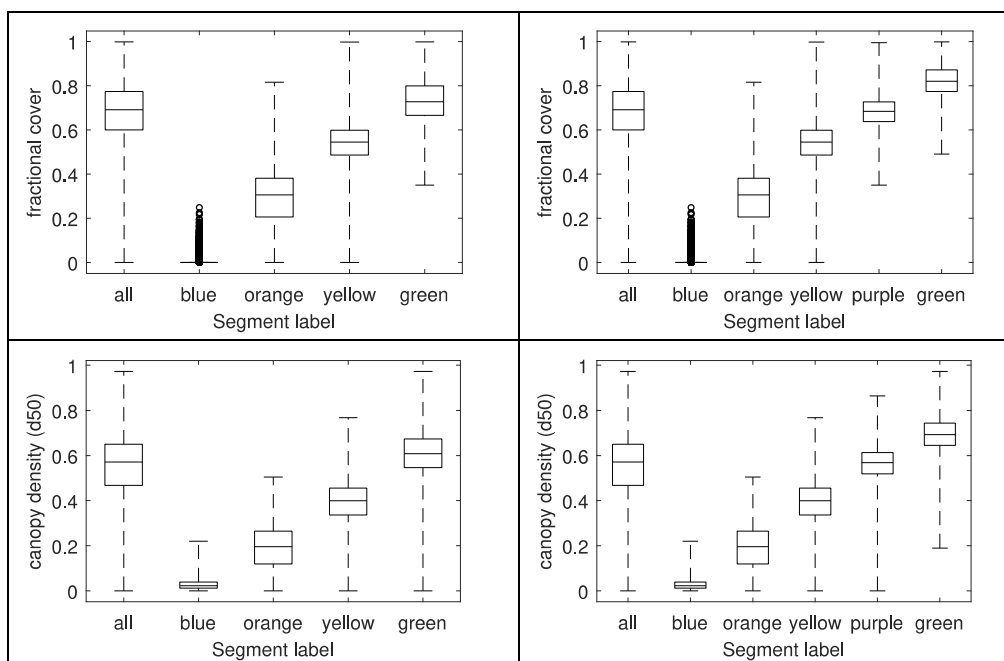 1
0.8
0.6
0.4
0.2
0
fractional cover
all blue orange yellow green
Segment label
1
0.8
0.6
0.4
0.2
0
fractional cover
all blue orange yellow purple green
Segment label
1
0.8
0.6
0.4
0.2
0
canopy density (d50)
all blue orange yellow green
Segment label
1
0.8
0.6
0.4
0.2
0
canopy density (d50)
all blue orange yellow purple green
Segment label